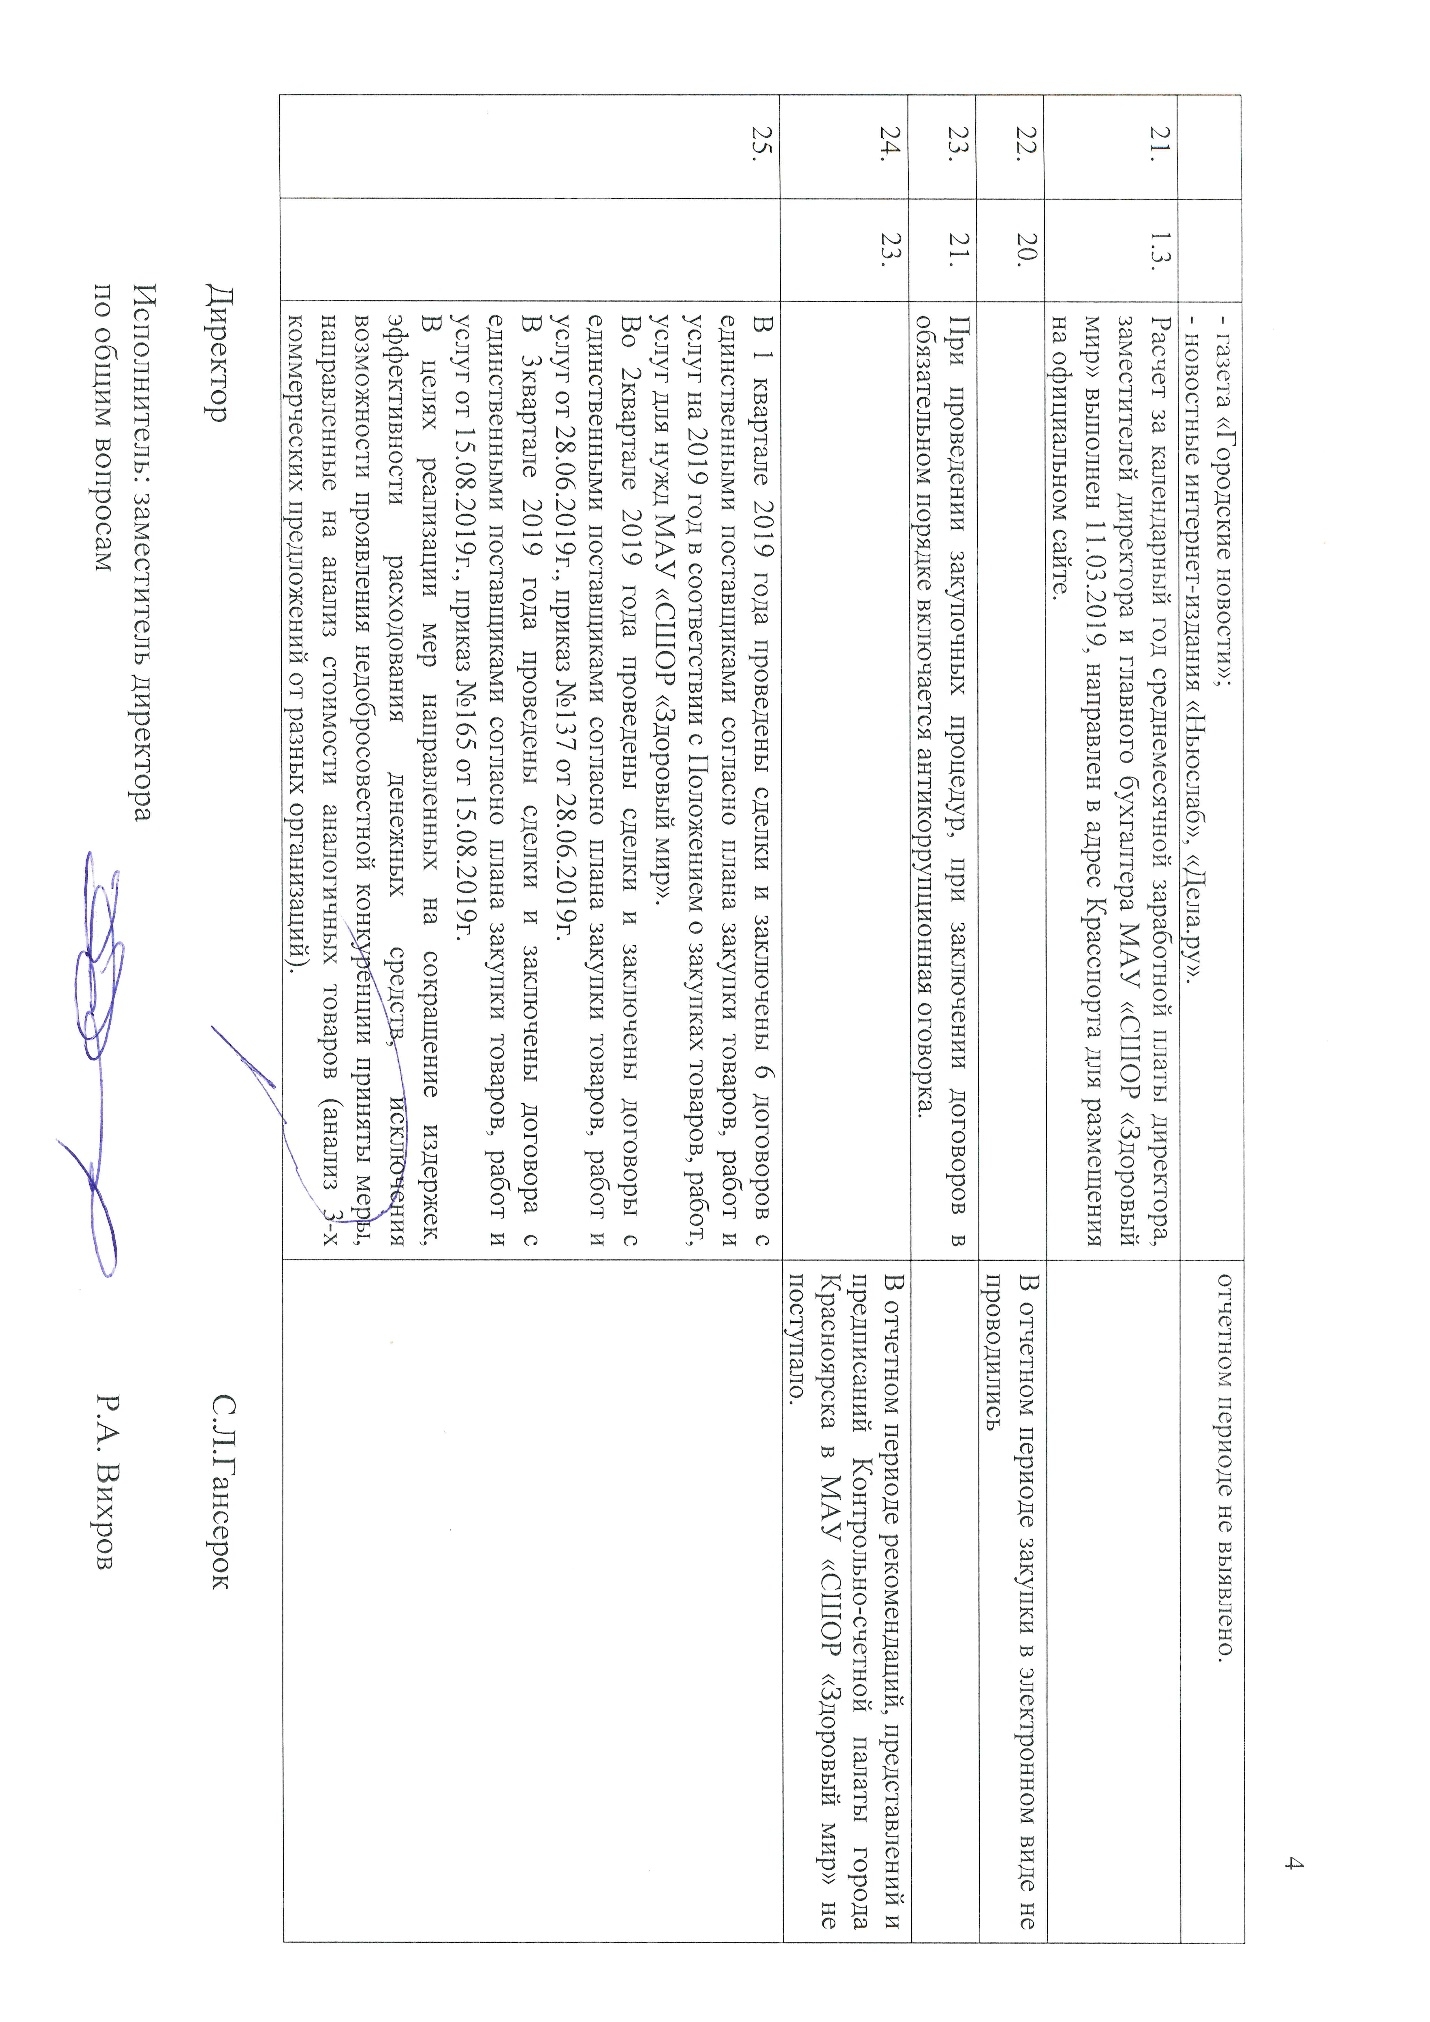 4
- газета «Городские новости»;
- новостные интернет-издания «Ньюслаб», «Дела.ру».
отчетном периоде не выявлено.
21.
1.3.
Расчет за календарный год среднемесячной заработной платы директора,
заместителей директора и главного бухгалтера МАУ «СШОР «Здоровый
мир» выполнен 11.03.2019, направлен в адрес Красспорта для размещения
на официальном сайте.
22.
20.
В отчетном периоде закупки в электронном виде не
проводились
23.
21.
При проведении закупочных процедур, при заключении договоров в
обязательном порядке включается антикоррупционная оговорка.
24.
23.
В отчетном периоде рекомендаций, представлений и
предписаний Контрольно-счетной палаты города
Красноярска в МАУ «СШОР «Здоровый мир» не
поступало.
25.
В 1 квартале 2019 года проведены сделки и заключены 6 договоров с
единственными поставщиками согласно плана закупки товаров, работ и
услуг на 2019 год в соответствии с Положением о закупках товаров, работ,
услуг для нужд МАУ «СШОР «Здоровый мир».
Во 2квартале 2019 года проведены сделки и заключены договоры с
единственными поставщиками согласно плана закупки товаров, работ и
услуг от 28.06.2019г., приказ №137 от 28.06.2019г.
В 3квартале 2019 года проведены сделки и заключены договора с
единственными поставщиками согласно плана закупки товаров, работ и
услуг от 15.08.2019г., приказ №165 от 15.08.2019г.
В целях реализации мер направленных на сокращение издержек,
эффективности расходования денежных средств, исключения
возможности проявления недобросовестной конкуренции приняты меры,
направленные на анализ стоимости аналогичных товаров (анализ 3-х
коммерческих предложений от разных организаций).
Директор
С.Л.Гансерок
Исполнитель: заместитель директора
по общим вопросам
Р.А. Вихров